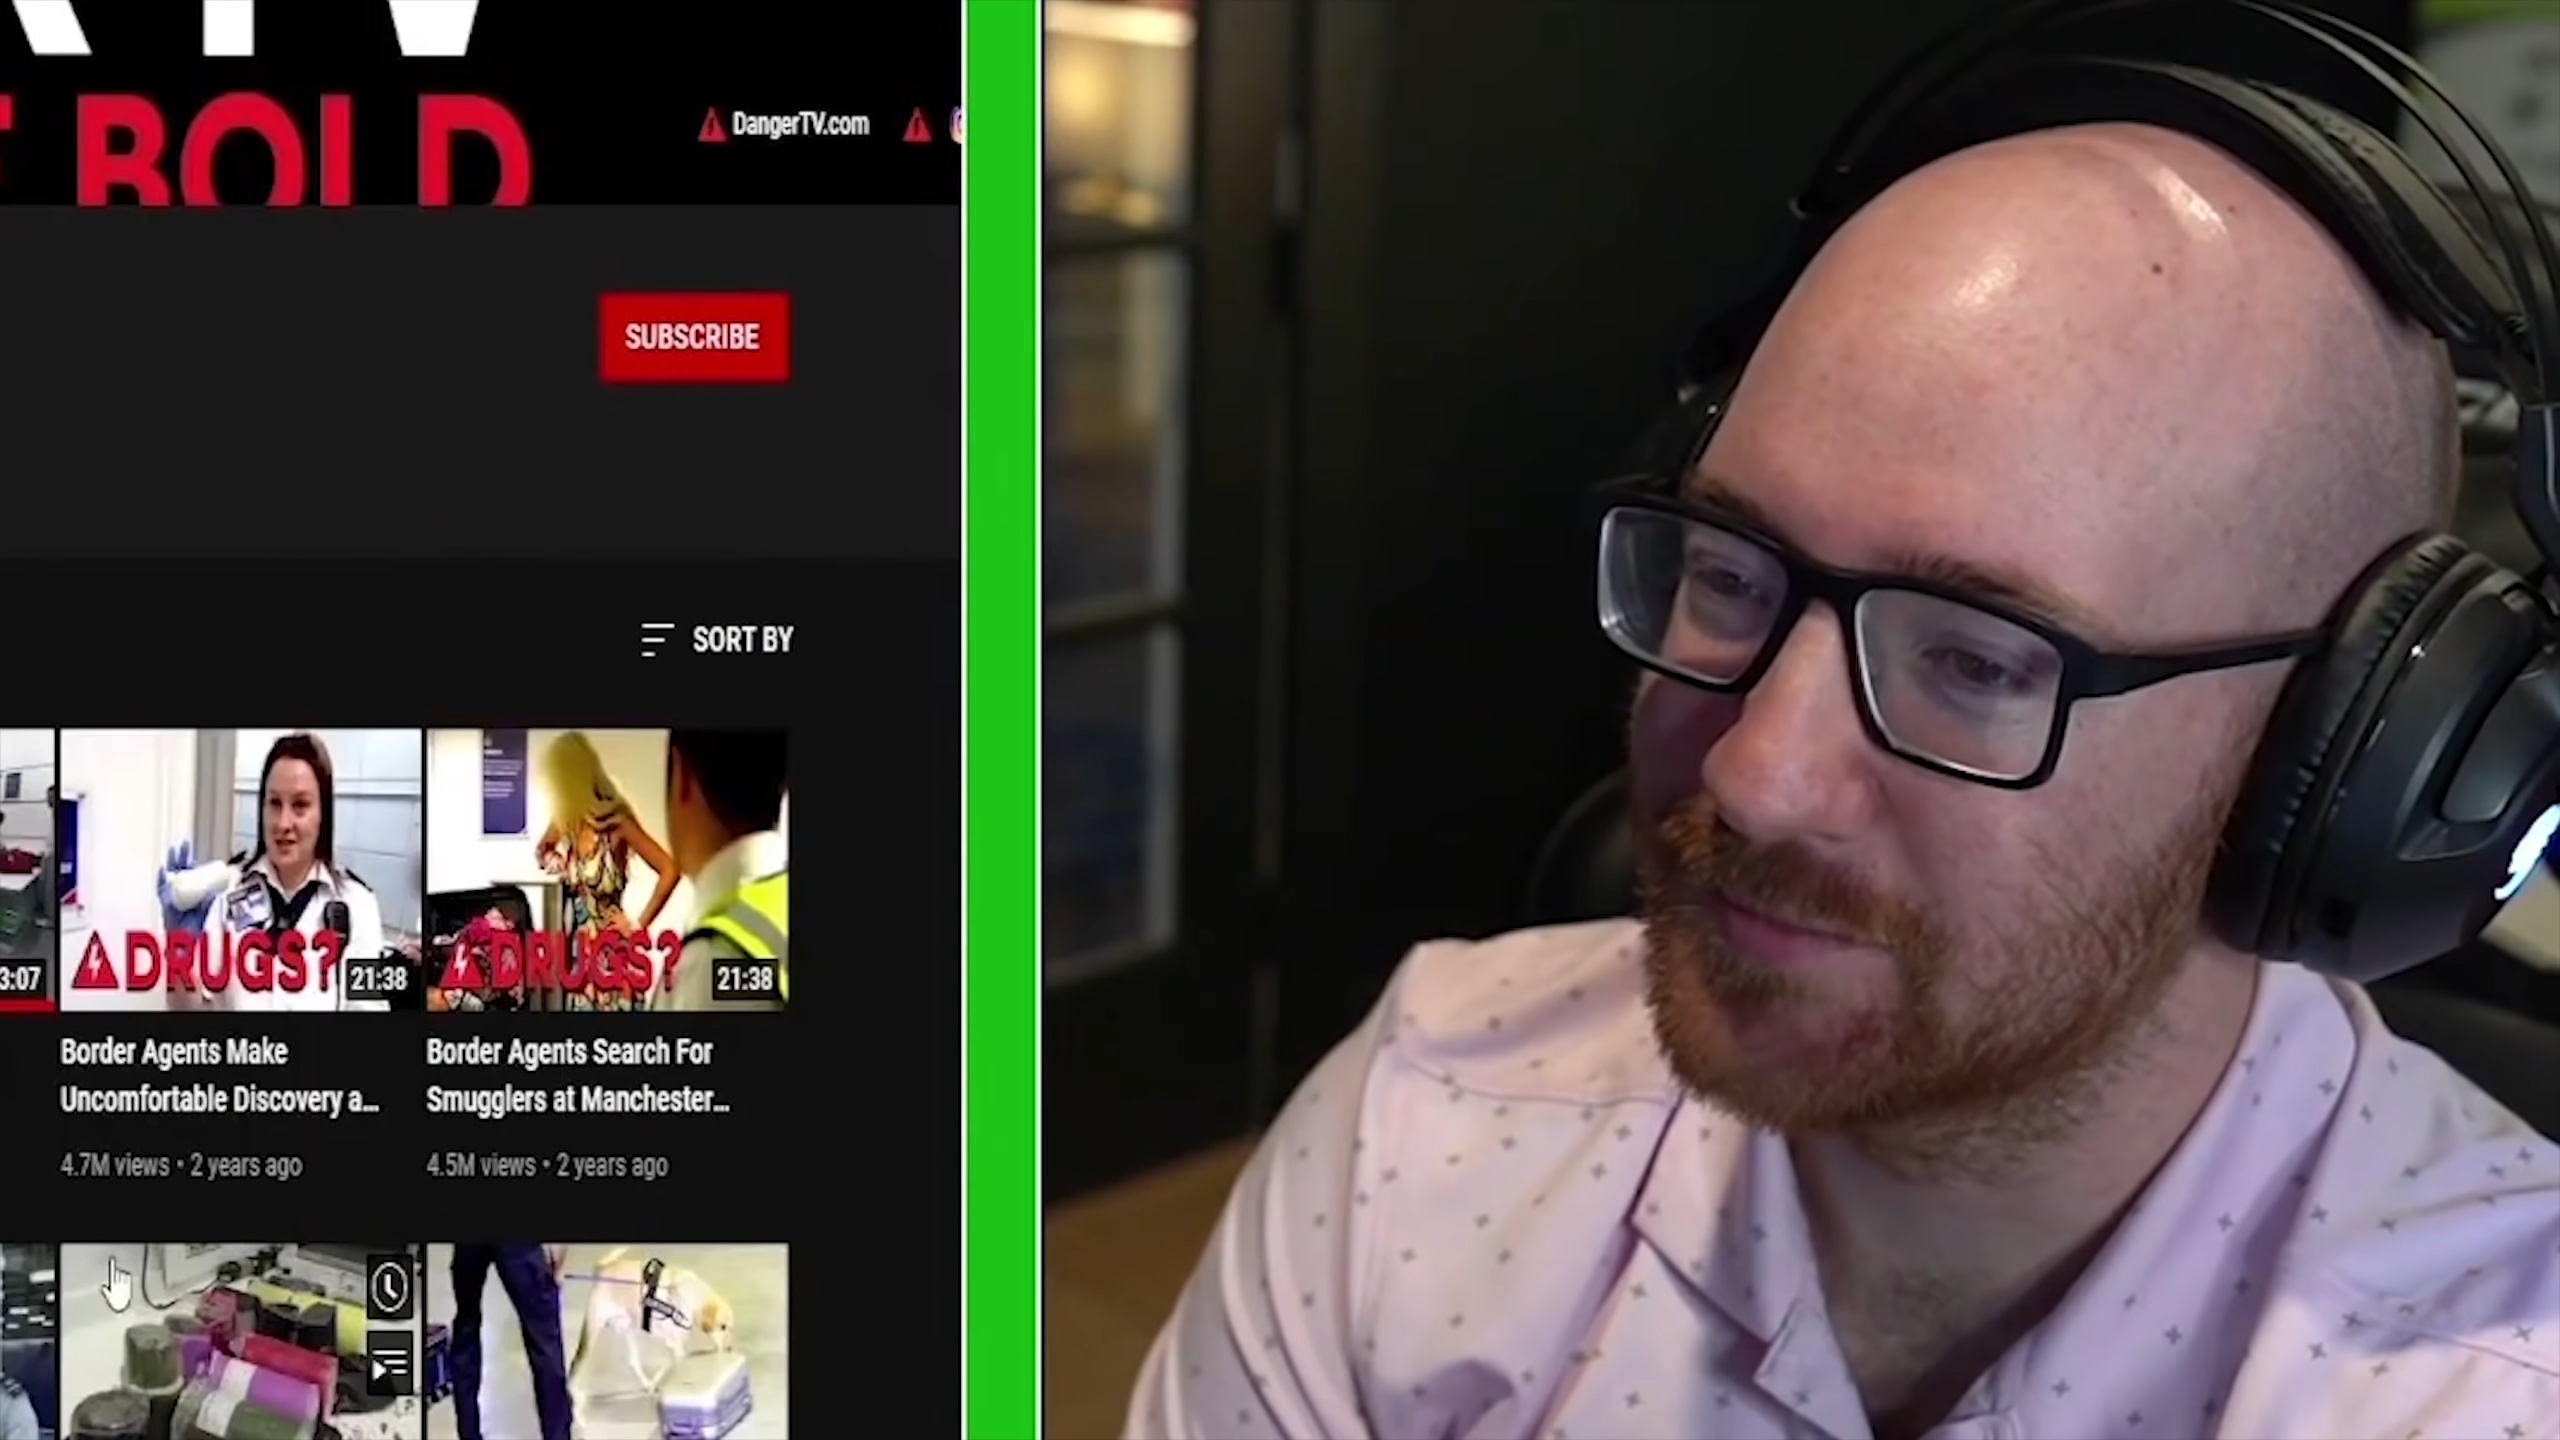 BOLD
DangerTV.com
SUBSCRIBE
SORT BY
3:07
DRUGS?
21:38
DRUGS?
21:38
Border Agents Make
Uncomfortable Discovery a...
Border Agents Search For
Smugglers at Manchester...
4.7M views • 2 years ago
4.5M views • 2 years ago